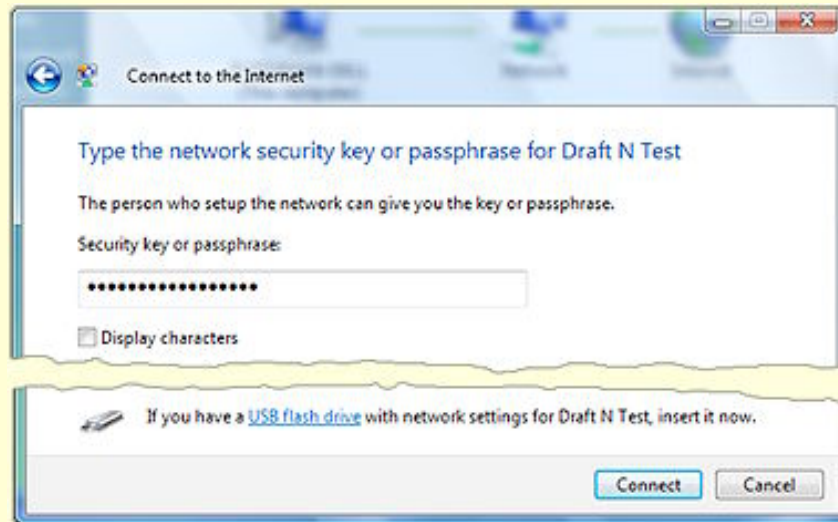 Connect to the Internet
Type the network security key or passphrase for Draft N Test
The person who setup the network can give you the key or passphrase.
Security key or passphrase:
•••••••••••••••••
Display characters
If you have a USB flash drive with network settings for Draft N Test, insert it now.
Connect Cancel